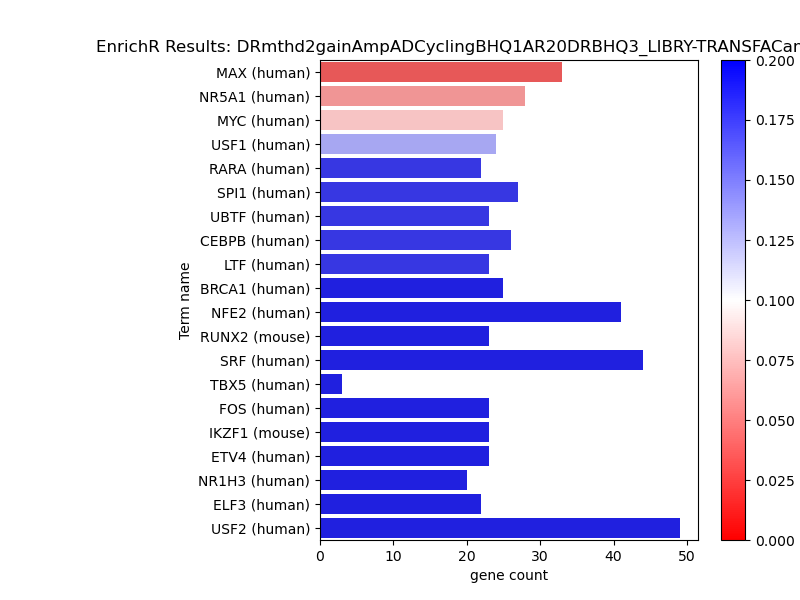 EnrichR Results: DRmthd2gainAmpADCyclingBHQ1AR20DRBHQ3_LIBRY-TRANSFACan
MAX (human)
NR5A1 (human)
MYC (human)
USF1 (human)
RARA (human)
SPI1 (human)
UBTF (human)
CEBPB (human)
LTF (human)
BRCA1 (human)
NFE2 (human)
RUNX2 (mouse)
SRF (human)
TBX5 (human)
FOS (human)
IKZF1 (mouse)
ETV4 (human)
NR1H3 (human)
ELF3 (human)
USF2 (human)
Term name
0 10 20 30 40 50
gene count
0.200
0.175
0.150
0.125
0.100
0.075
0.050
0.025
0.000